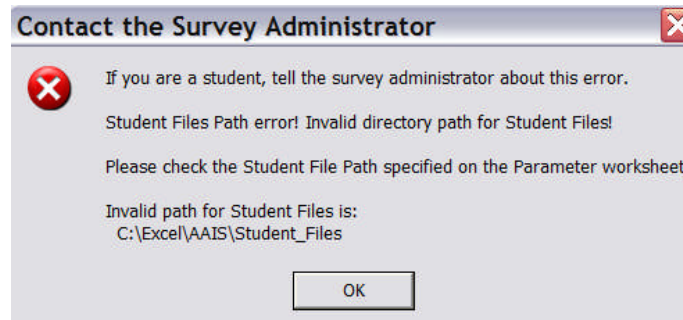 Contact the Survey Administrator
If you are a student, tell the survey administrator about this error.
Student Files Path error! Invalid directory path for Student Files!
Please check the Student File Path specified on the Parameter worksheet
Invalid path for Student Files is:
C:\Excel\AAIS\Student_Files
OK